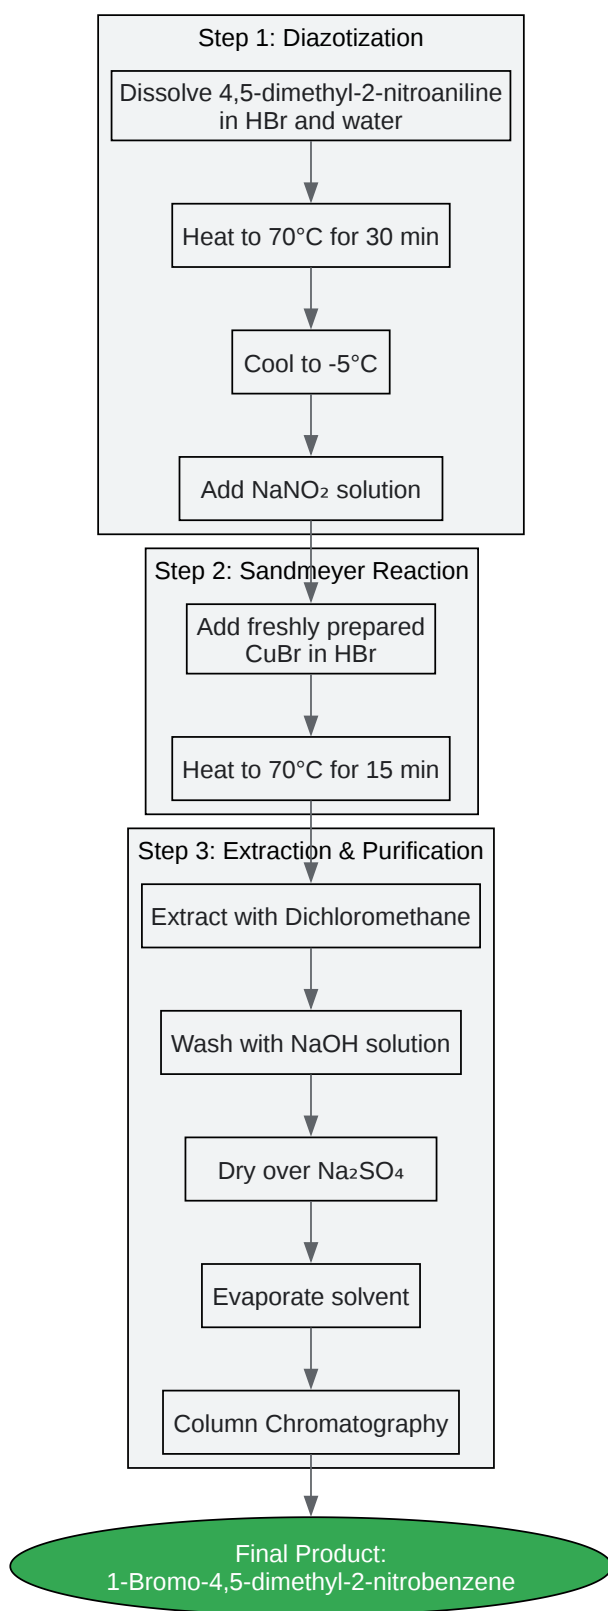 Step 1: Diazotization
Dissolve 4,5-dimethyl-2-nitroaniline
in HBr and water
Heat to 70°C for 30 min
Cool to -5°C
Add NaNO₂ solution
Step 2: Sandmeyer Reaction
Add freshly prepared
CuBr in HBr
Heat to 70°C for 15 min
Step 3: Extraction & Purification
Extract with Dichloromethane
Wash with NaOH solution
Dry over Na₂SO₄
Evaporate solvent
Column Chromatography
Final Product:
1-Bromo-4,5-dimethyl-2-nitrobenzene